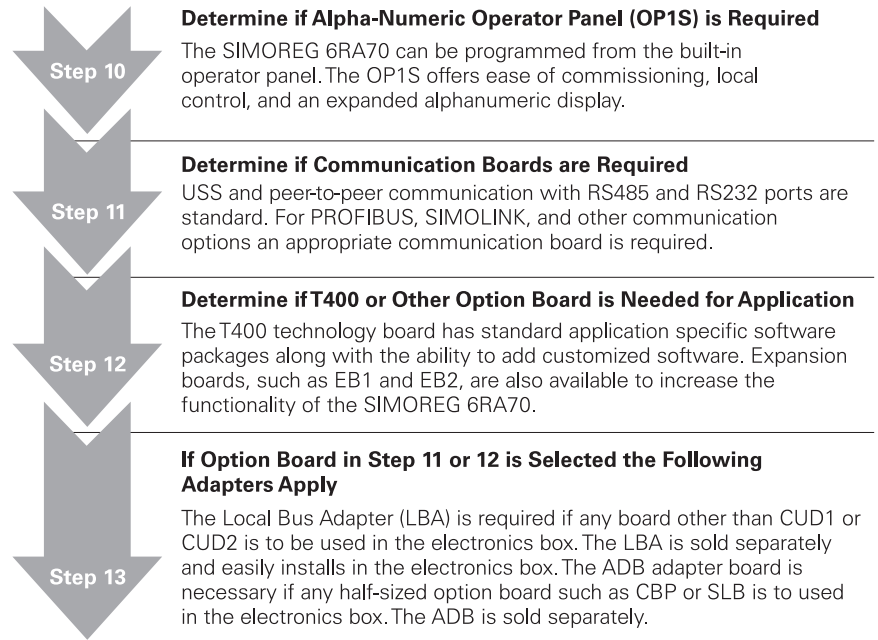 Step 10
Determine if Alpha-Numeric Operator Panel (OP1S) is Required
The SIMOREG 6RA70 can be programmed from the built-in
operator panel. The OP1S offers ease of commissioning, local
control, and an expanded alphanumeric display.
Step 11
Determine if Communication Boards are Required
USS and peer-to-peer communication with RS485 and RS232 ports are
standard. For PROFIBUS, SIMOLINK, and other communication
options an appropriate communication board is required.
Step 12
Determine if T400 or Other Option Board is Needed for Application
The T400 technology board has standard application specific software
packages along with the ability to add customized software. Expansion
boards, such as EB1 and EB2, are also available to increase the
functionality of the SIMOREG 6RA70.
Step 13
If Option Board in Step 11 or 12 is Selected the Following
Adapters Apply
The Local Bus Adapter (LBA) is required if any board other than CUD1 or
CUD2 is to be used in the electronics box. The LBA is sold separately
and easily installs in the electronics box. The ADB adapter board is
necessary if any half-sized option board such as CBP or SLB is to used
in the electronics box. The ADB is sold separately.